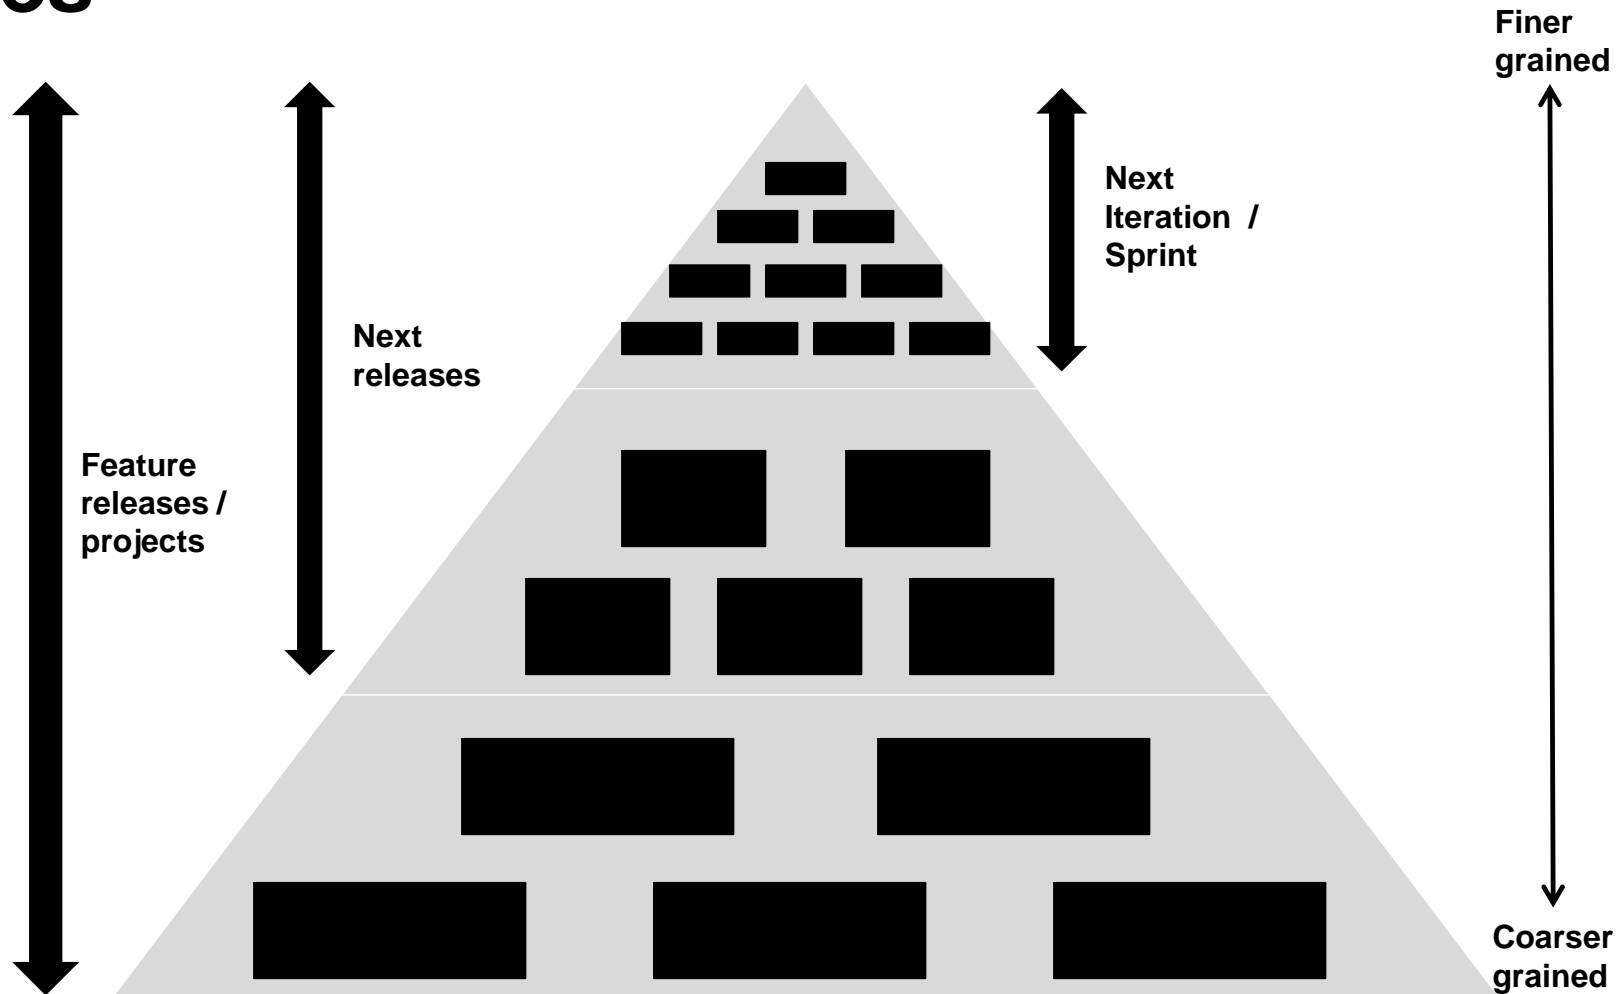 Finer
grained
Next
Iteration /
Sprint
Next
releases
Feature
releases /
projects
Coarser
grained